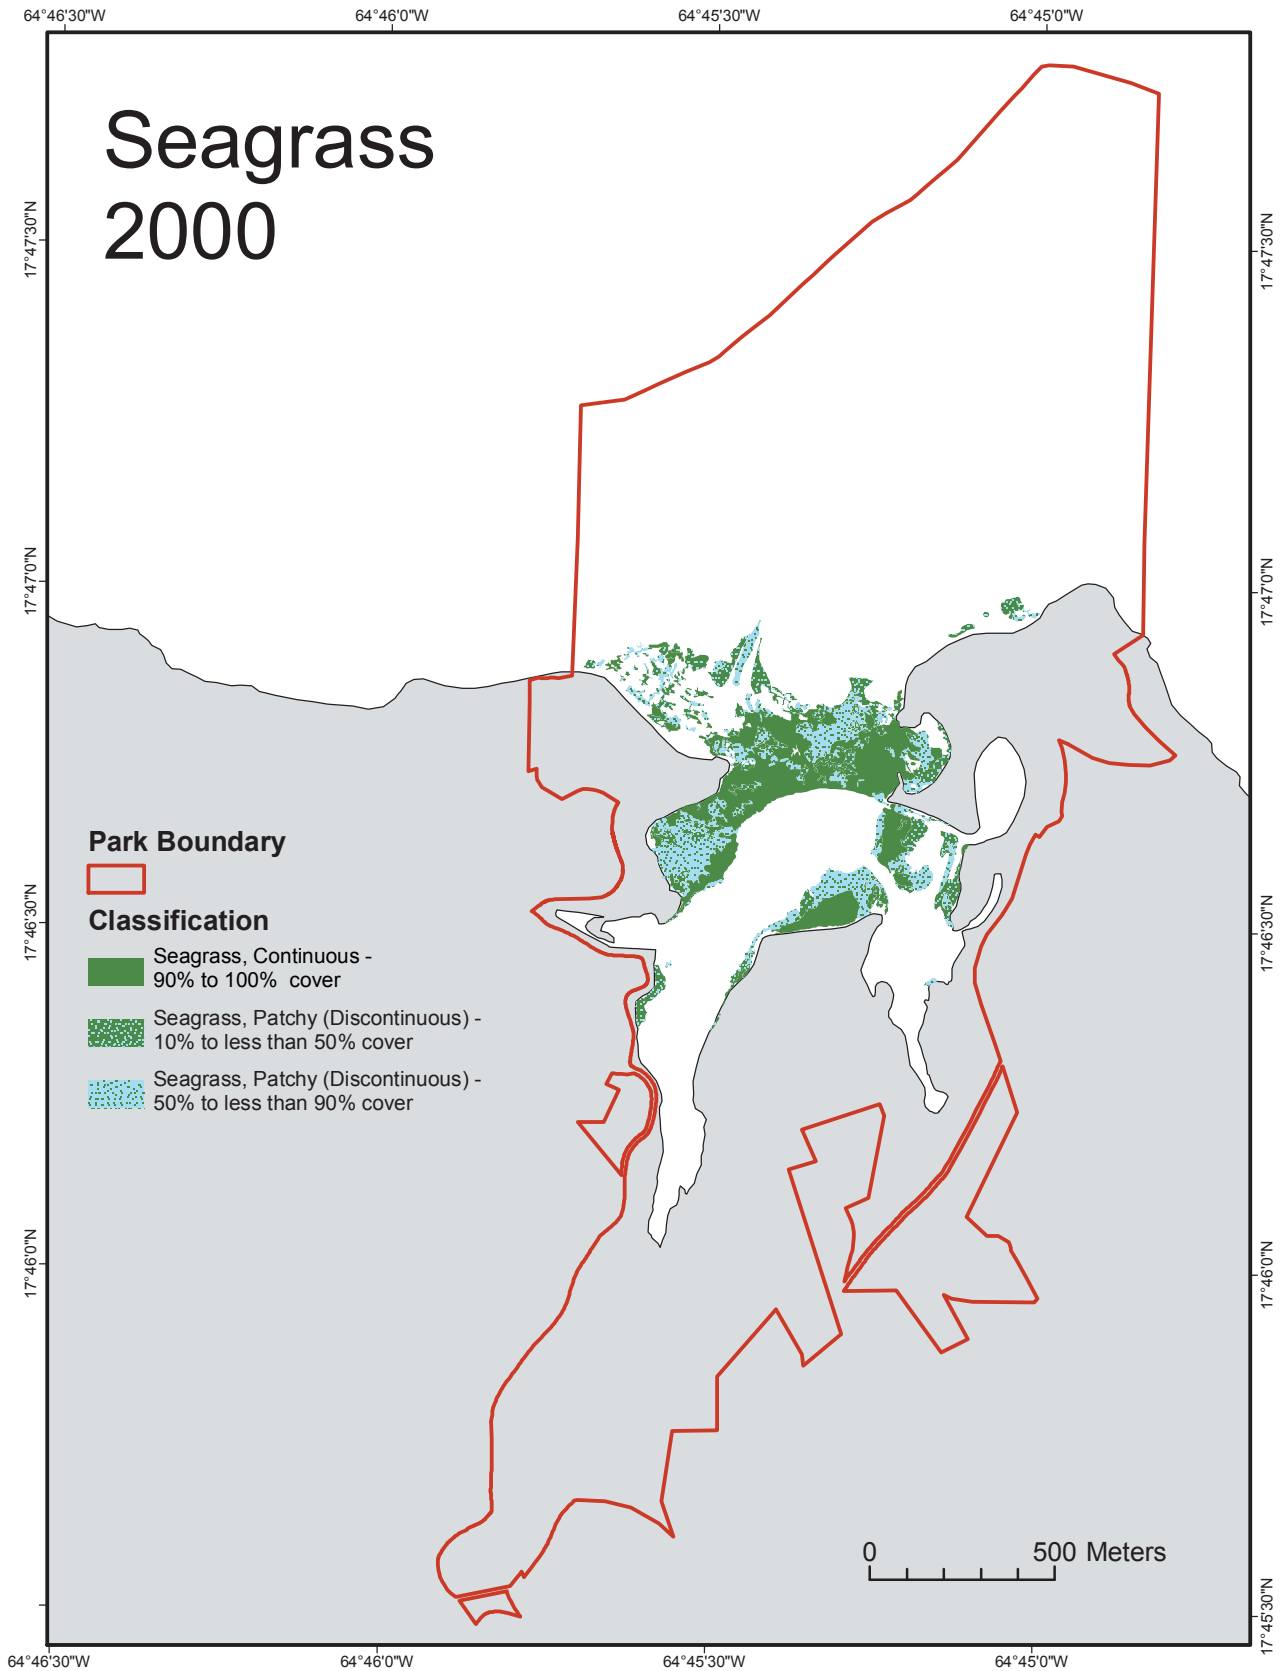 64°46'30"W
64°46'0"W
64°45'30"W
64°45'0"W
Seagrass
2000
17°47'30"N
17°47'30"N
17°47'0"N
17°47'0"N
Park Boundary
Classification
Seagrass, Continuous -
90% to 100% cover
Seagrass, Patchy (Discontinuous) -
10% to less than 50% cover
Seagrass, Patchy (Discontinuous) -
50% to less than 90% cover
17°46'30"N
17°46'30"N
17°46'0"N
17°46'0"N
0 500 Meters
17°45'30"N
64°46'30"W
64°46'0"W
64°45'30"W
64°45'0"W